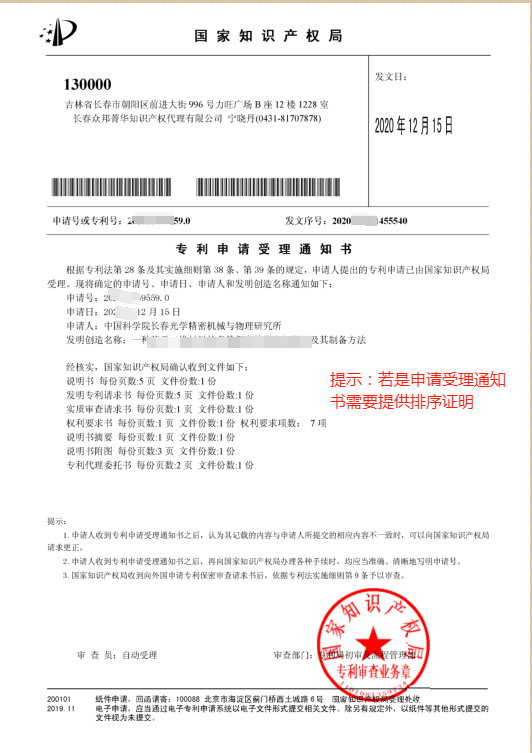 国家知识产权局
130000
吉林省长春市朝阳区前进大街996号力旺广场B座12楼1228室
长春众邦菁华知识产权代理有限公司 宁晓丹(0431-81707878)
发文日：
2020年12月15日
申请号或专利号：2 59.0 发文序号：2020 455540
专利申请受理通知书
根据专利法第28条及其实施细则第38条、第39条的规定，申请人提出的专利申请已由国家知识产权局
受理。现将确定的申请号、申请日、申请人和发明创造名称通知如下：
申请号：20 59559.0
申请日：202 12月15日
申请人：中国科学院长春光学精密机械与物理研究所
发明创造名称：一种 及其制备方法
经核实，国家知识产权局确认收到文件如下：
说明书 每份页数:5 页 文件份数:1 份
发明专利请求书 每份页数:5 页 文件份数:1 份
实质审查请求书 每份页数:1 页 文件份数:1 份
权利要求书 每份页数:1 页 文件份数:1 份 权利要求项数： 7 项
说明书摘要 每份页数:1 页 文件份数:1 份
说明书附图 每份页数:3 页 文件份数:1 份
专利代理委托书 每份页数:2 页 文件份数:1 份
提示：若是申请受理通知
书需要提供排序证明
提示：
1.申请人收到专利申请受理通知书之后，认为其记载的内容与申请人所提交的相应内容不一致时，可以向国家知识产权局
请求更正。
2.申请人收到专利申请受理通知书之后，再向国家知识产权局办理各种手续时，均应当准确、清晰地写明申请号。
3.国家知识产权局收到向外国申请专利保密审查请求书后，依据专利法实施细则第9条予以审查。
国家知识产权局
专利审查业务章
审 查 员：自动受理 审查部门：
200101 纸件申请，回函请寄：100088 北京市海淀区蓟门桥西土城路6号 国家知识产权局受理处收
2019.11 电子申请，应当通过电子专利申请系统以电子文件形式提交相关文件。除另有规定外，以纸件等其他形式提交的
文件视为未提交。